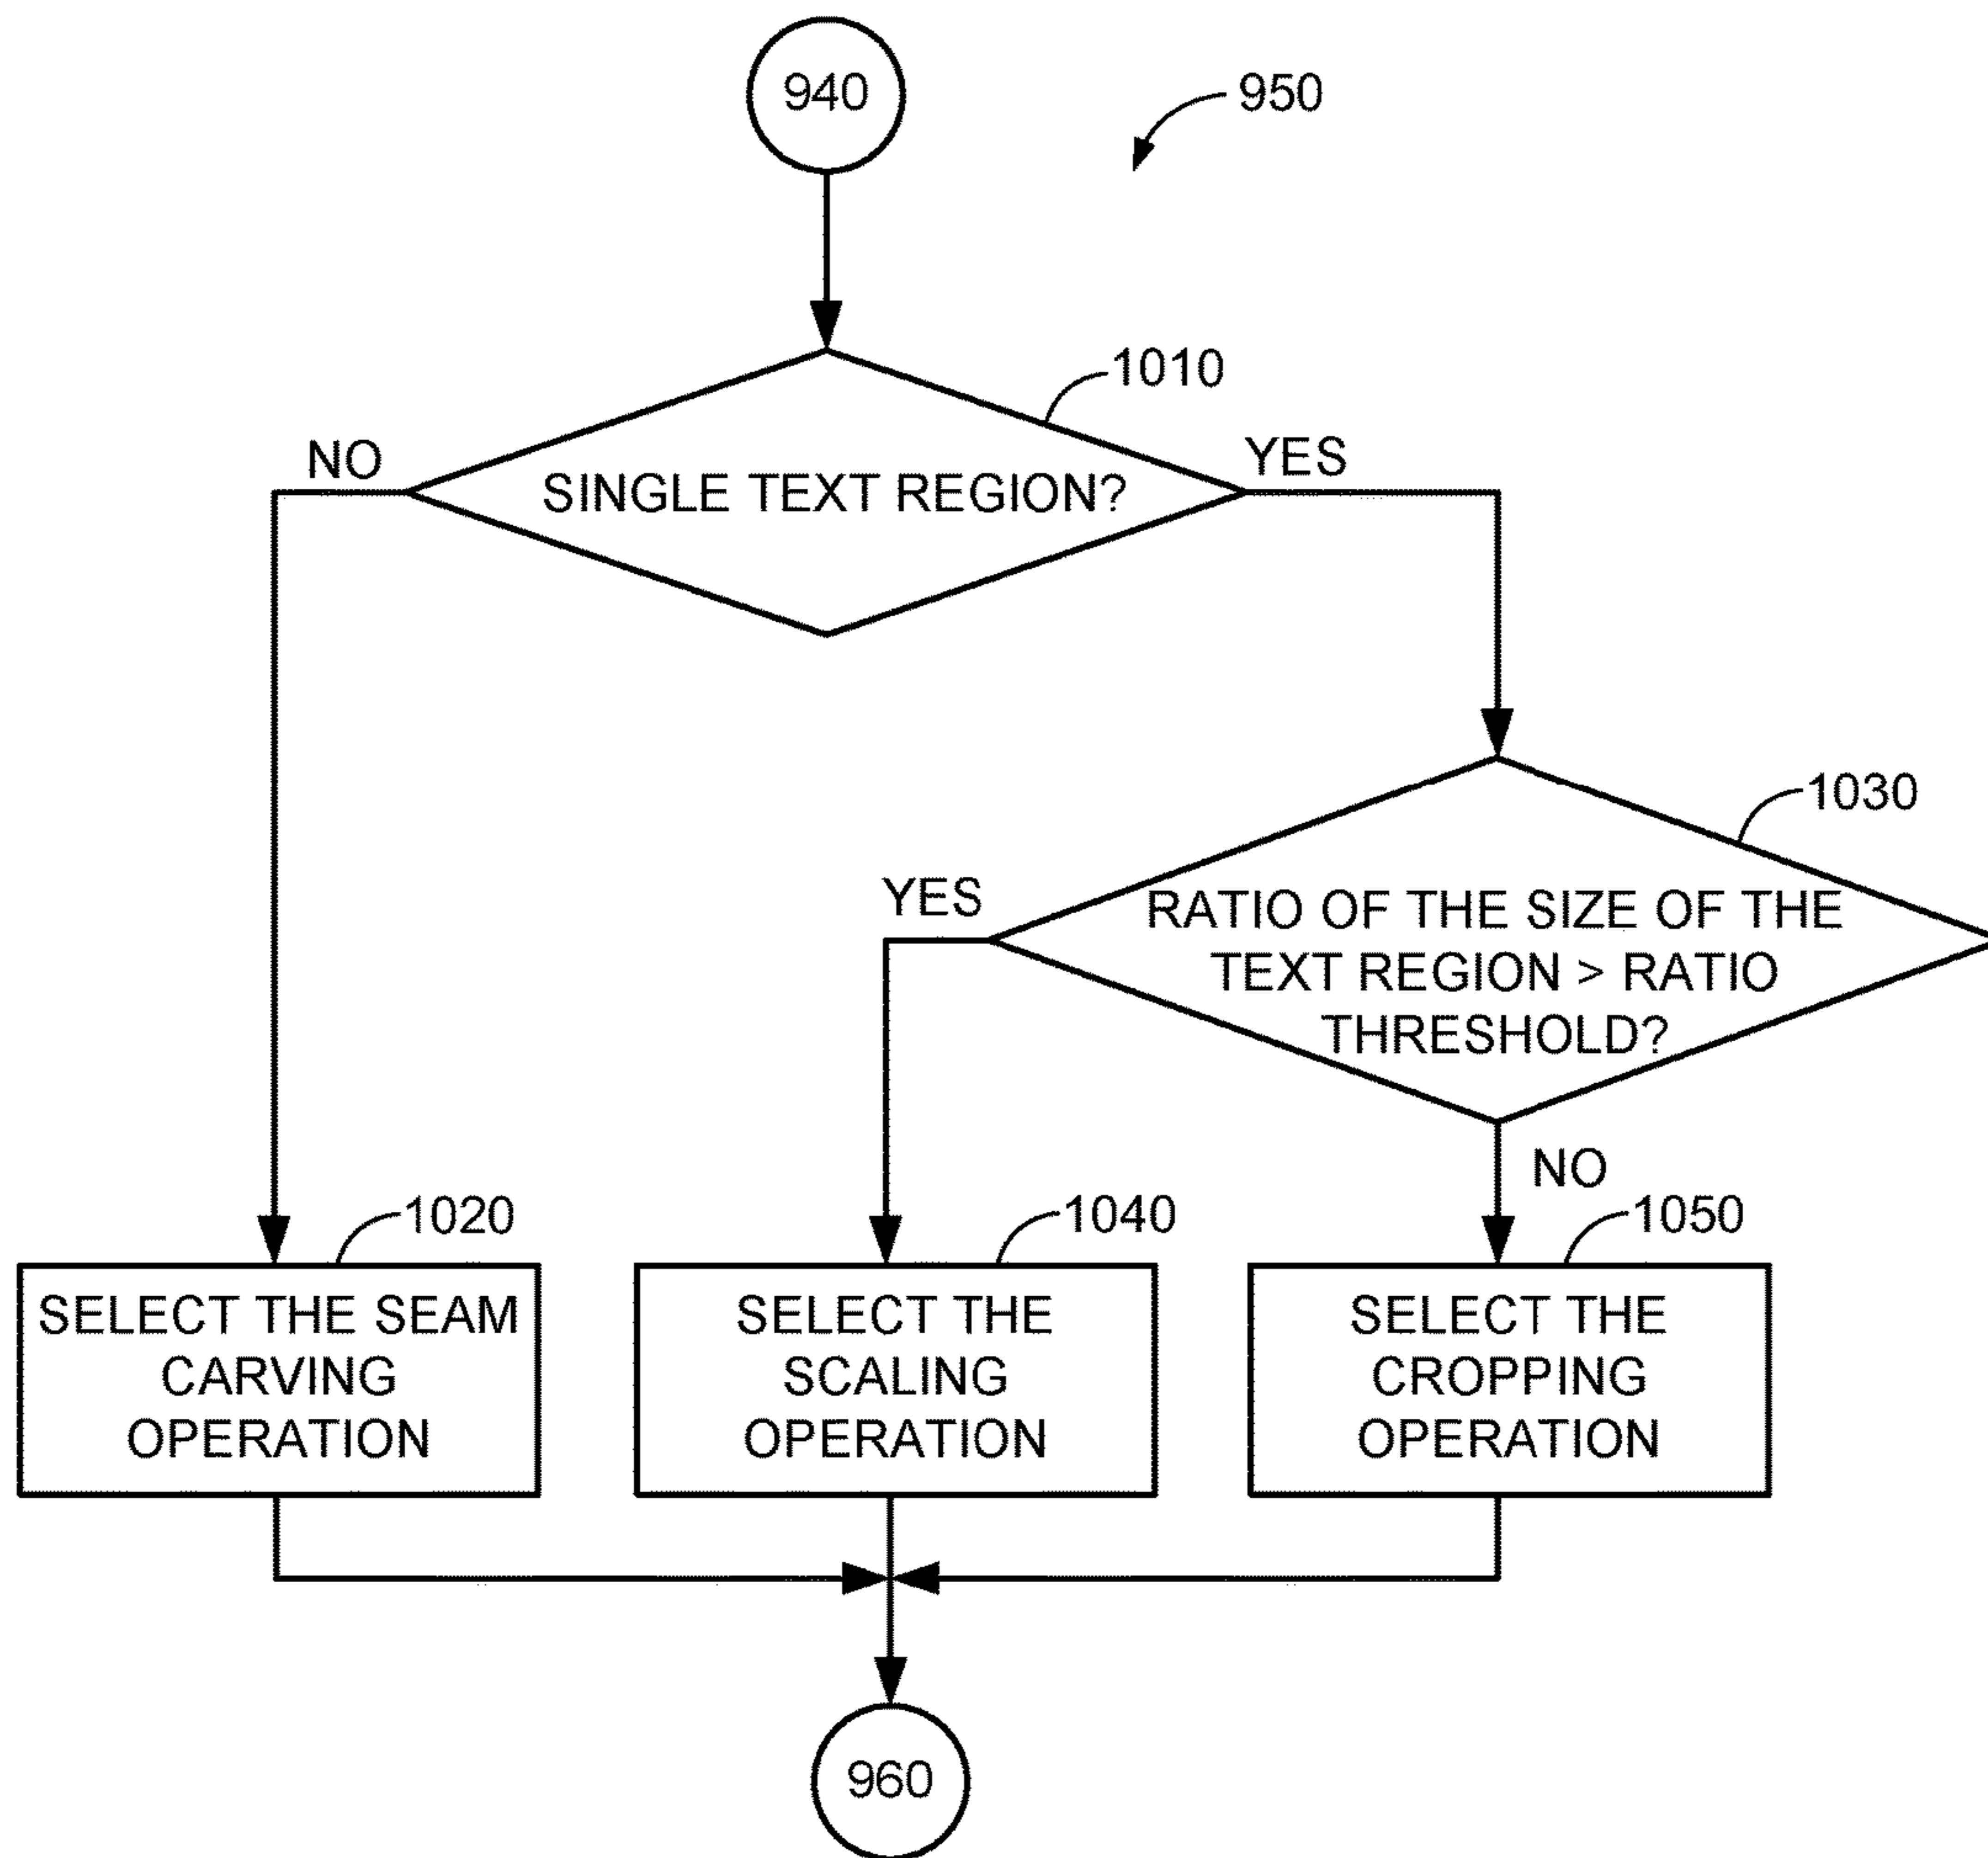 940
950
1010
NO
YES
SINGLE TEXT REGION?
1030
YES
RATIO OF THE SIZE OF THE
TEXT REGION > RATIO
THRESHOLD?
NO
1020
1040
1050
SELECT THE SEAM
CARVING
OPERATION
SELECT THE
SCALING
OPERATION
SELECT THE
CROPPING
OPERATION
960